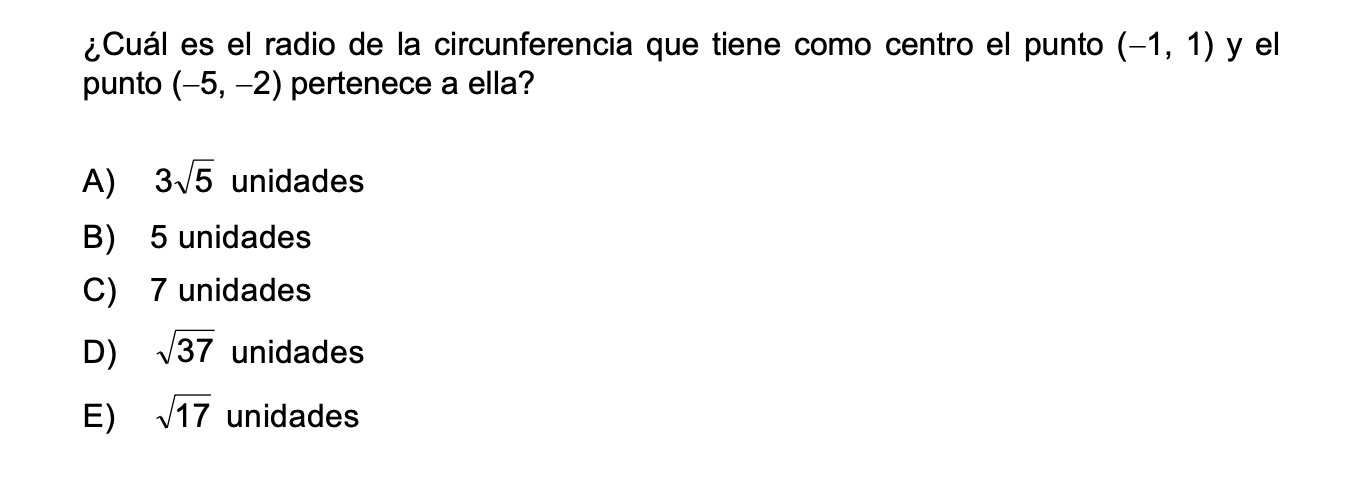 ¿Cuál es el radio de la circunferencia que tiene como centro el punto (–1, 1) y el
punto (–5, –2) pertenece a ella?
A) 3√5 unidades
B) 5 unidades
C) 7 unidades
D) √37 unidades
E) √17 unidades